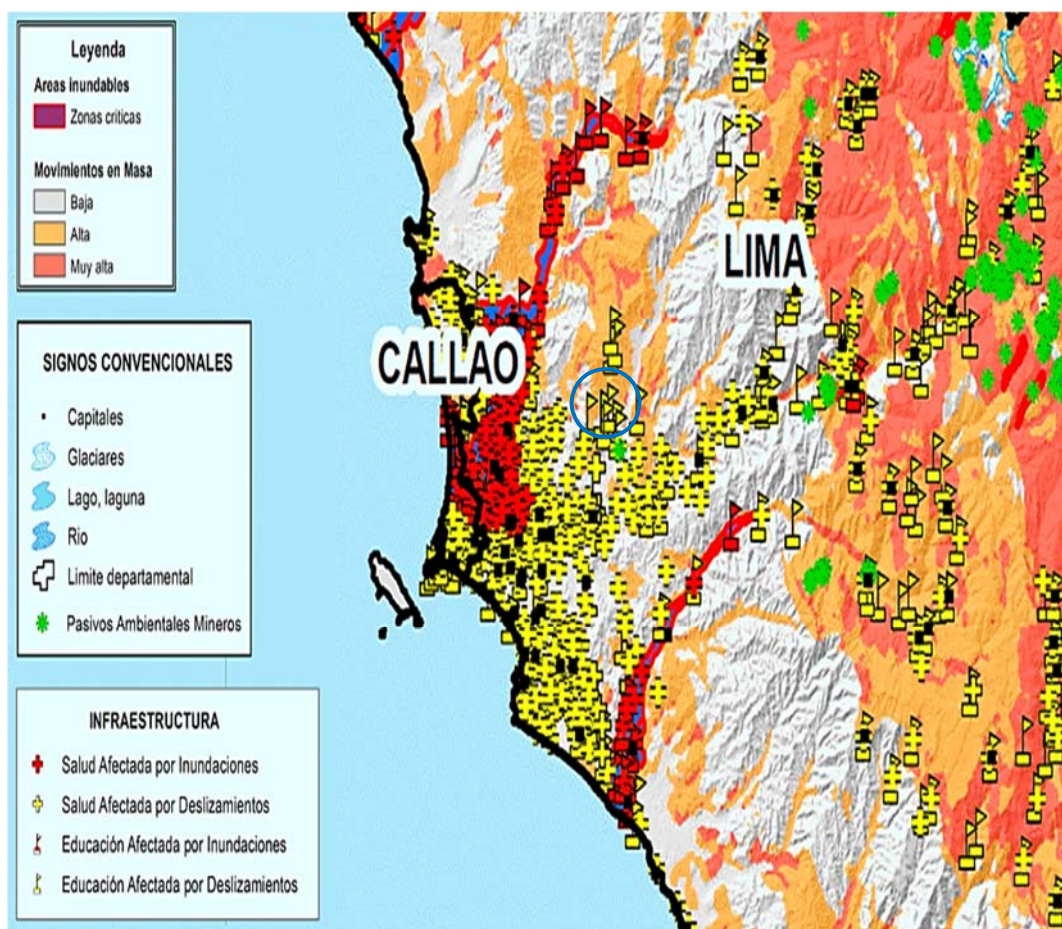 Leyenda
Areas inundables
Zonas criticas
Movimientos en Masa
Baja
Alta
Muy alta
SIGNOS CONVENCIONALES
Capitales
Glaciares
Lago, laguna
Rio
Limite departamental
Pasivos Ambientales Mineros
INFRAESTRUCTURA
Salud Afectada por Inundaciones
Salud Afectada por Deslizamientos
Educación Afectada por Inundaciones
Educación Afectada por Deslizamientos
LIMA
CALLAO